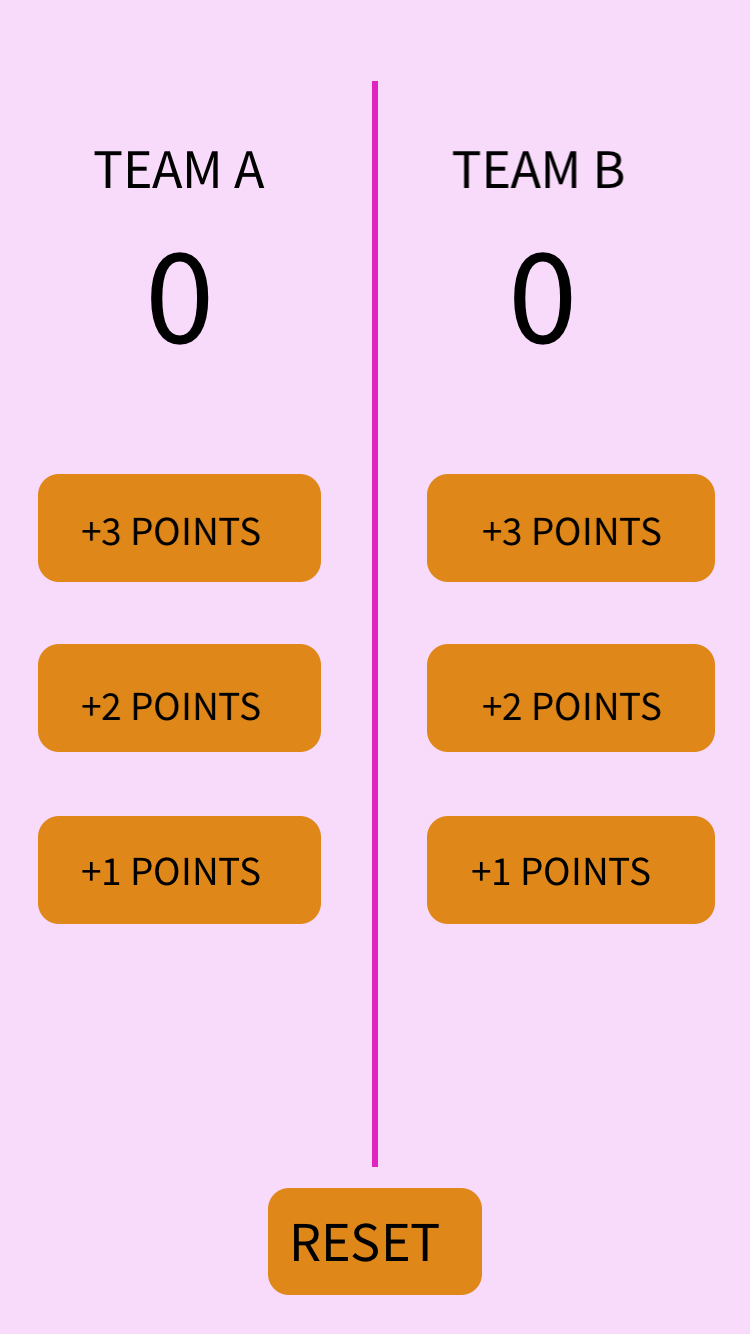 TEAM A
0
+3 POINTS
+2 POINTS
+1 POINTS
TEAM B
0
+3 POINTS
+2 POINTS
+1 POINTS
RESET